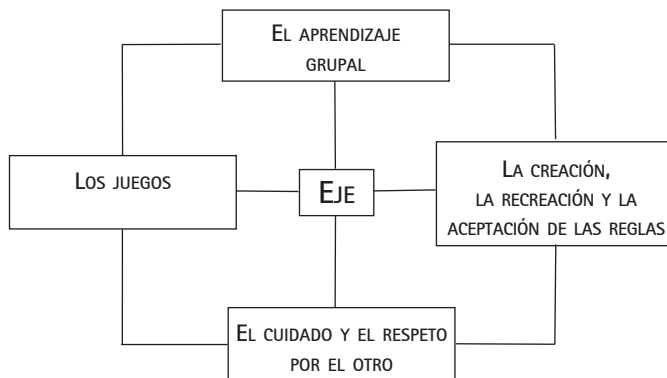 El aprendizaje
grupal
Los juegos
Eje
La creación,
la recreación y la
aceptación de las reglas
El cuidado y el respeto
por el otro